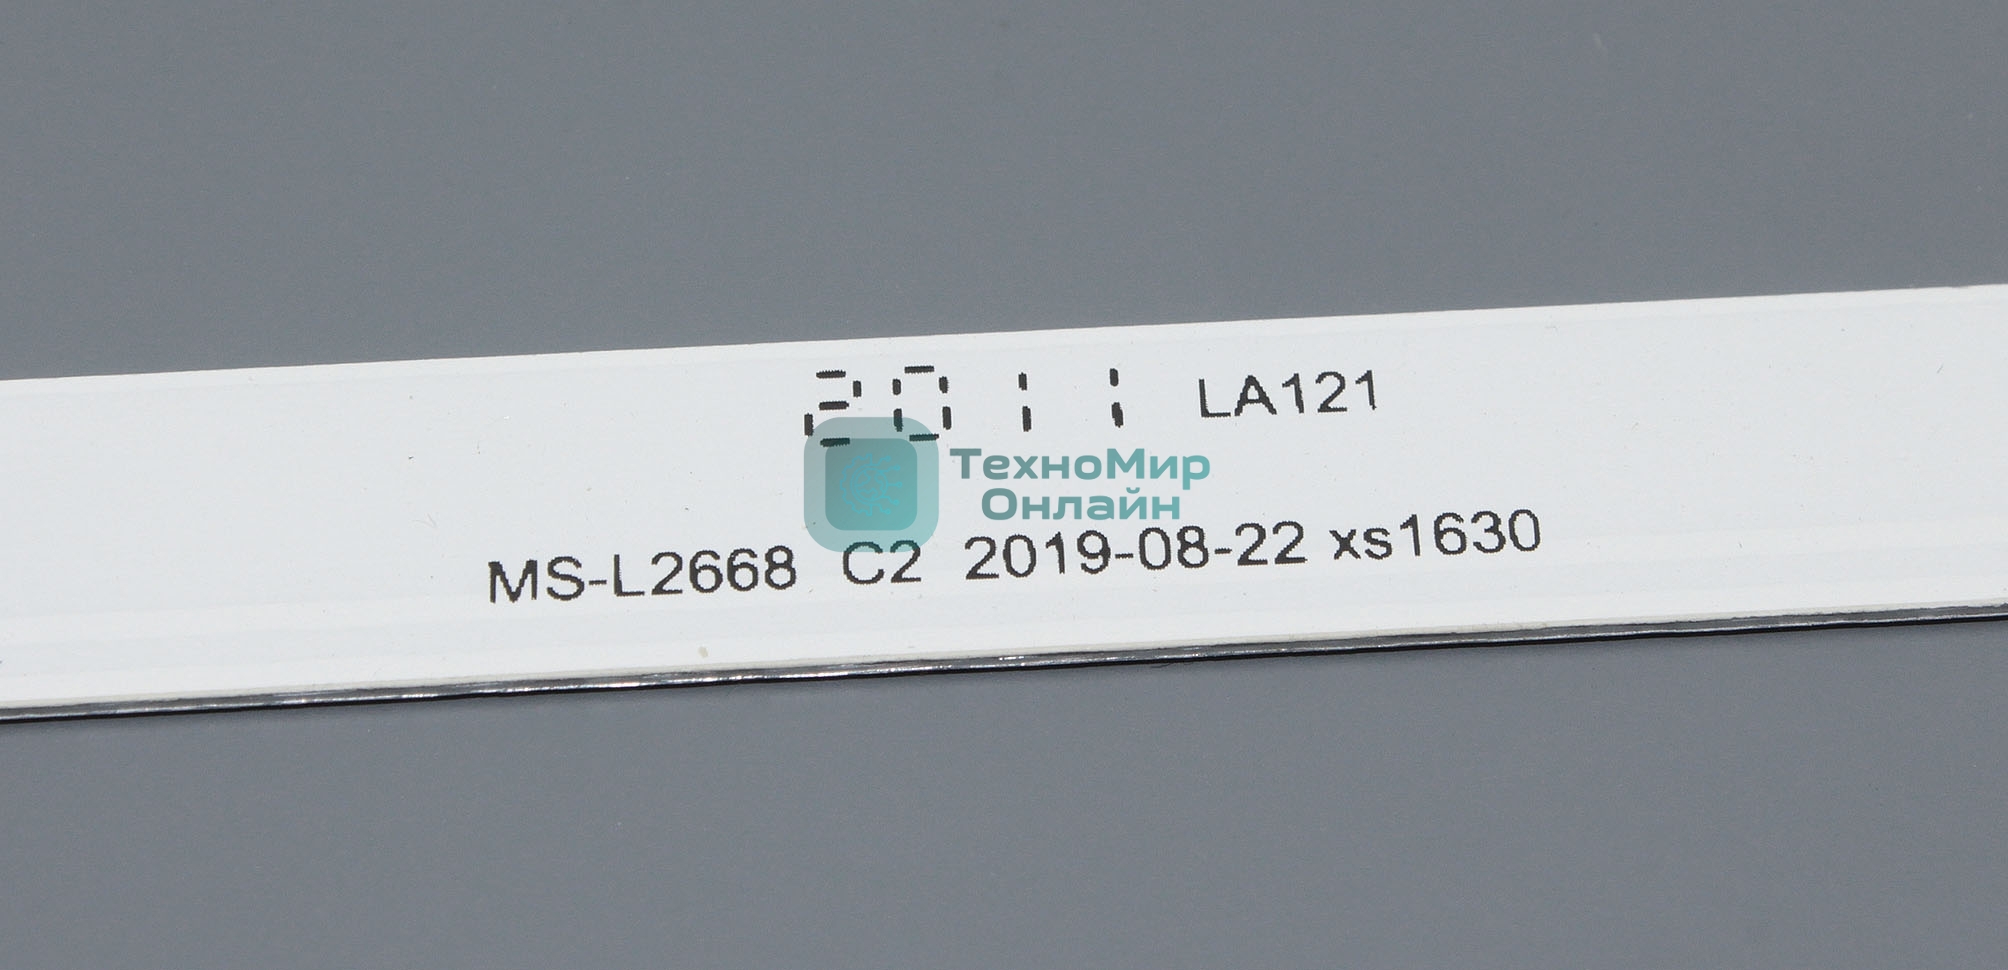 2011 LA121
ТехноМир
Онлайн
MS-L2668 C2 2019-08-22 xs1630